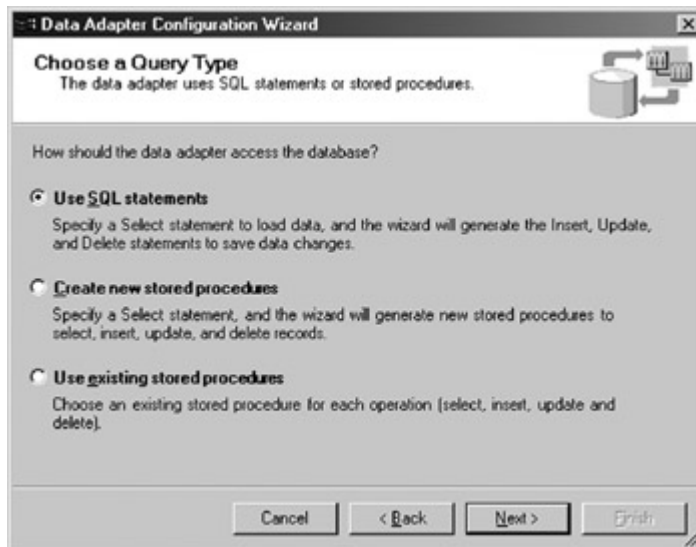 Data Adapter Configuration Wizard
Choose a Query Type
The data adapter uses SQL statements or stored procedures.
How should the data adapter access the database?
Use SQL statements
Specify a Select statement to load data, and the wizard will generate the Insert, Update,
and Delete statements to save data changes.
Create new stored procedures
Specify a Select statement, and the wizard will generate new stored procedures to
select, insert, update, and delete records.
Use existing stored procedures
Choose an existing stored procedure for each operation (select, insert, update and
delete).
Cancel < Back Next > Finish